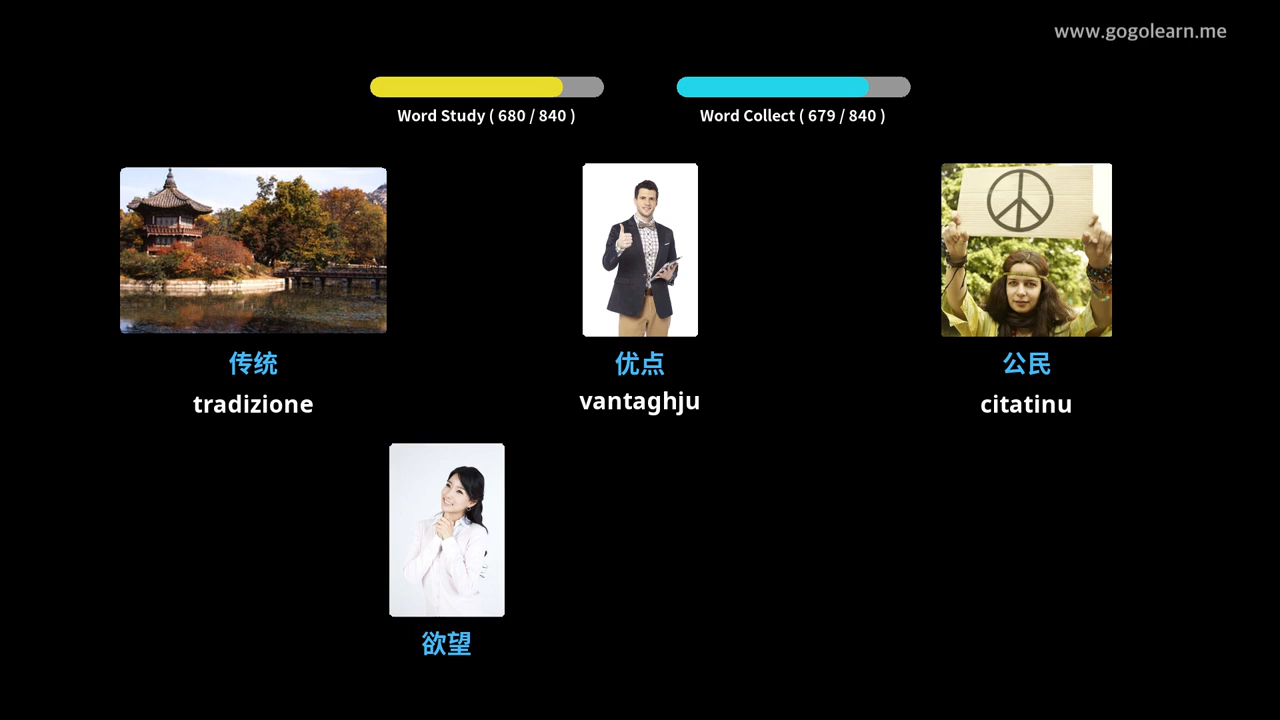 www.gogolearn.me
Word Study ( 680 / 840 )
Word Collect ( 679 / 840 )
传统
优点
公民
tradizione
vantaghju
citatinu
欲望